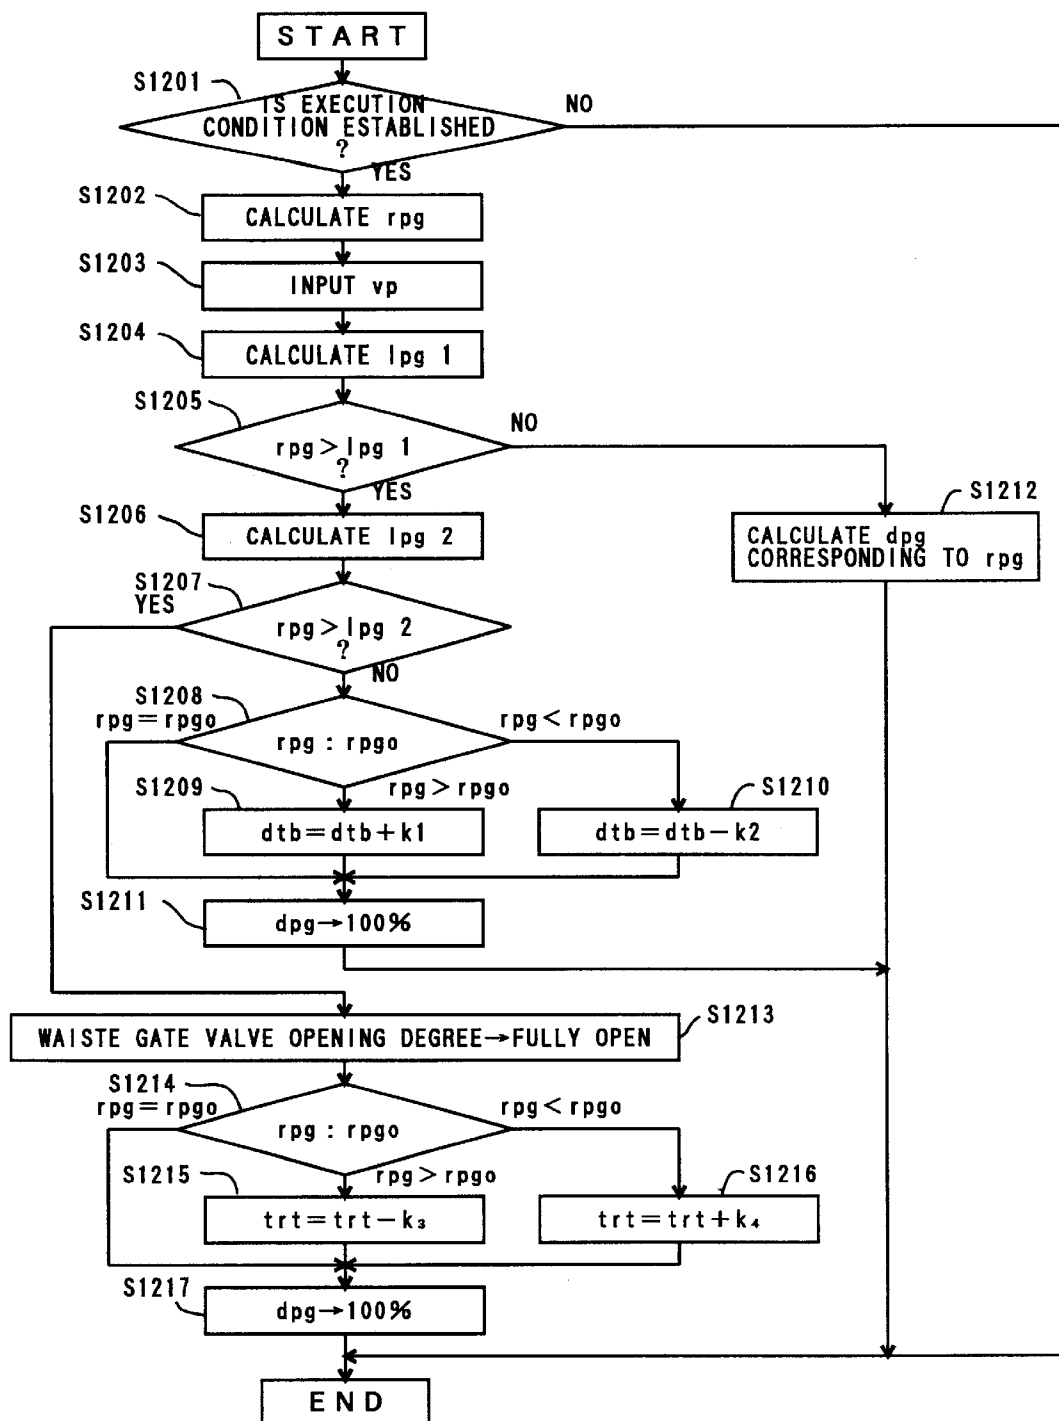 START
S1201
IS EXECUTION
CONDITION ESTABLISHED
?
NO
YES
S1202
CALCULATE rpg
S1203
INPUT vp
S1204
CALCULATE lpg 1
S1205
rpg>lpg 1
?
NO
YES
S1206
CALCULATE lpg 2
S1212
CALCULATE dpg
CORRESPONDING TO rpg
S1207
YES
rpg>lpg 2
?
NO
S1208
rpg=rpgo
rpg:rpgo
rpg<rpgo
rpg>rpgo
S1209
dtb=dtb+k1
S1210
dtb=dtb-k2
S1211
dpg→100%
S1213
WAISTE GATE VALVE OPENING DEGREE→FULLY OPEN
S1214
rpg=rpgo
rpg:rpgo
rpg<rpgo
rpg>rpgo
S1215
trt=trt-k₃
S1216
trt=trt+k₄
S1217
dpg→100%
END